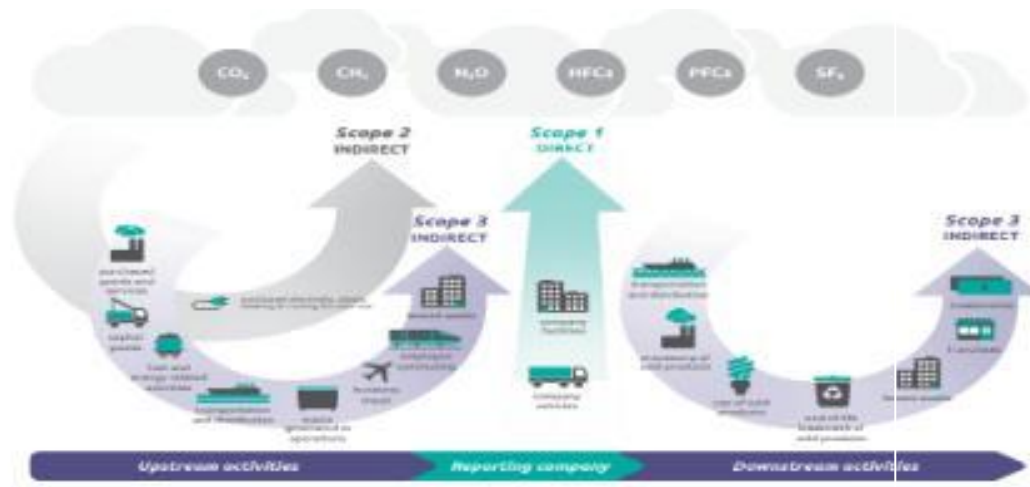 CO₂ CH₄ N₂O HFCs PFCs SF₆
Scope 2
INDIRECT
Scope 1
DIRECT
Scope 3
INDIRECT
Scope 3
INDIRECT
purchased
goods and
services
capital
goods
fuel and
energy related
activities
transportation
and distribution
waste
generated in
operations
business
travel
employee
commuting
leased assets
company
facilities
company
vehicles
transportation
and distribution
processing of
sold products
use of sold
products
end-of-life
treatment of
sold products
leased assets
franchises
investments
Upstream activities
Reporting company
Downstream activities